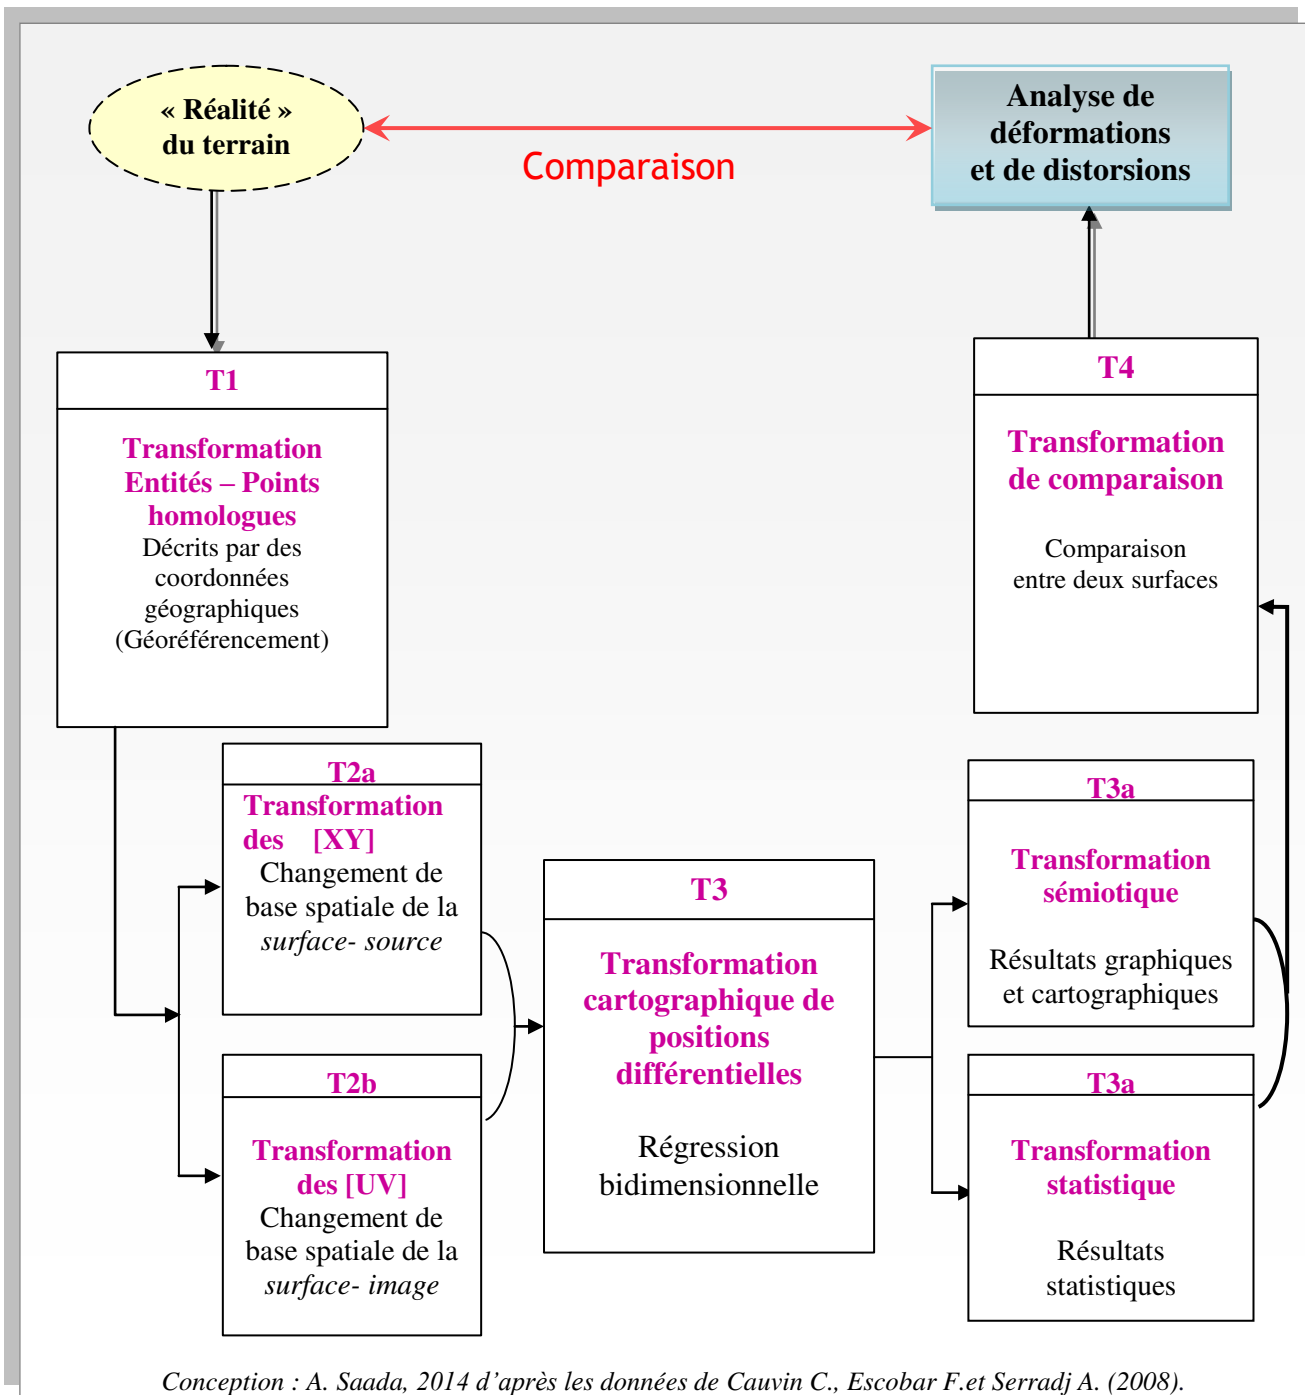 « Réalité »
du terrain
Comparaison
Analyse de
déformations
et de distorsions
T1
Transformation
Entités – Points
homologues
Décrits par des
coordonnées
géographiques
(Géoréférencement)
T2a
Transformation
des [XY]
Changement de
base spatiale de la
surface- source
T2b
Transformation
des [UV]
Changement de
base spatiale de la
surface- image
T3
Transformation
cartographique de
positions
différentielles
Régression
bidimensionnelle
T3a
Transformation
sémiotique
Résultats graphiques
et cartographiques
T3a
Transformation
statistique
Résultats
statistiques
T4
Transformation
de comparaison
Comparaison
entre deux surfaces
Conception : A. Saada, 2014 d’après les données de Cauvin C., Escobar F.et Serradj A. (2008).